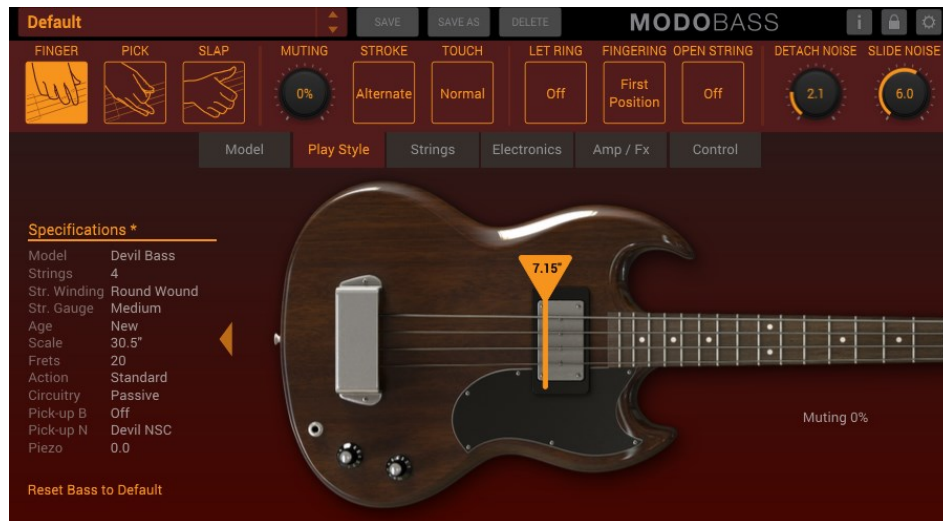 Default
SAVE
SAVE AS
DELETE
MODOBASS
i
FINGER
PICK
SLAP
MUTING
STROKE
TOUCH
LET RING
FINGERING
OPEN STRING
DETACH NOISE
SLIDE NOISE
0%
Alternate
Normal
Off
First
Position
Off
2.1
6.0
Model
Play Style
Strings
Electronics
Amp / Fx
Control
Specifications *
Model Devil Bass
Strings 4
Str. Winding Round Wound
Str. Gauge Medium
Age New
Scale 30.5"
Frets 20
Action Standard
Circuitry Passive
Pick-up B Off
Pick-up N Devil NSC
Piezo 0.0
Reset Bass to Default
7.15"
Muting 0%